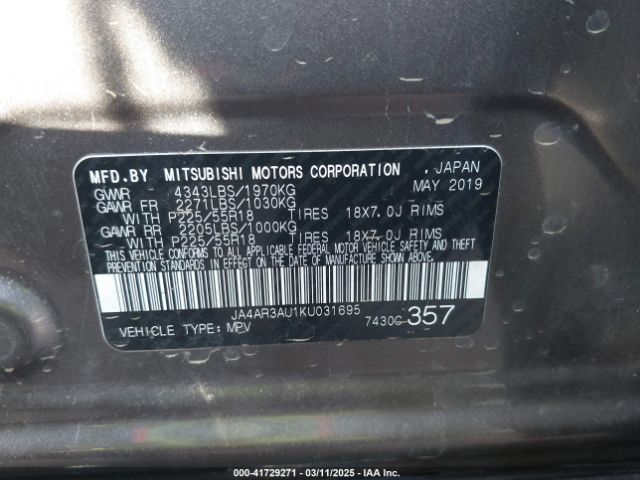 MFD.BY MITSUBISHI MOTORS CORPORATION , JAPAN
GVWR 4343LBS/1970KG MAY 2019
GAWR FR 2271LBS/1030KG
WITH P225/55R18 TIRES 18X7.0J RIMS
GAWR RR 2205LBS/1000KG
WITH P225/55R18 TIRES 18X7.0J RIMS
THIS VEHICLE CONFORMS TO ALL APPLICABLE FEDERAL MOTOR VEHICLE SAFETY AND THEFT
PREVENTION STANDARDS IN EFFECT ON THE DATE OF MANUFACTURE SHOWN ABOVE.
JA4AR3AU1KU031695
VEHICLE TYPE: MPV 7430G 357
© 0-41729271 - 03/11/2025 - IAA Inc.